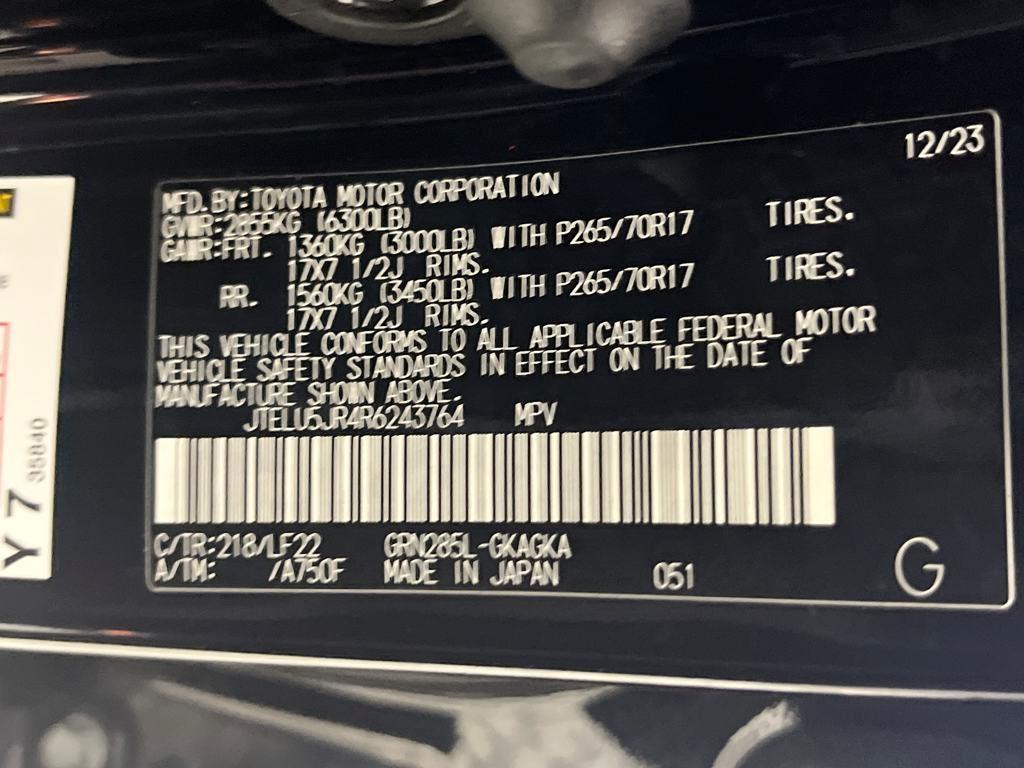 12/23
MFD. BY: TOYOTA MOTOR CORPORATION
GVWR: 2855KG (6300LB)
GAWR: FRT. 1360KG (3000LB) WITH P265/70R17 TIRES.
17X7 1/2J RIMS.
RR. 1560KG (3450LB) WITH P265/70R17 TIRES.
17X7 1/2J RIMS.
THIS VEHICLE CONFORMS TO ALL APPLICABLE FEDERAL MOTOR
VEHICLE SAFETY STANDARDS IN EFFECT ON THE DATE OF
MANUFACTURE SHOWN ABOVE.
JTELU5JR4R6243764 MPV
C/TR: 218/LF22 GRN285L-GKAGKA
A/TM: /A750F MADE IN JAPAN 051
G
Y 7 35840